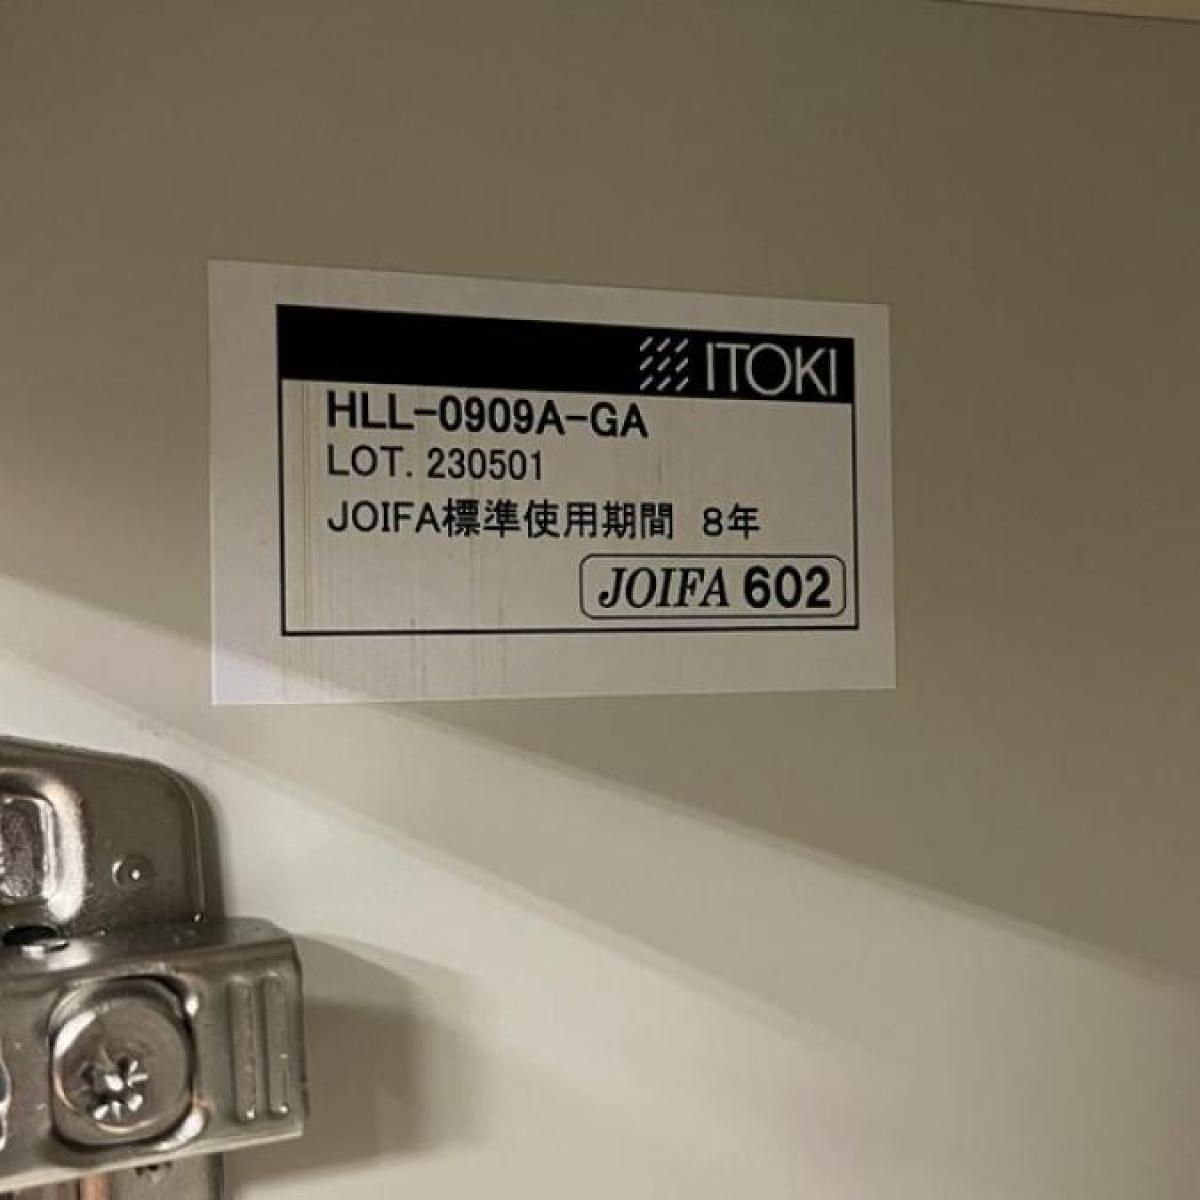 ITOKI
HLL-0909A-GA
LOT. 230501
JOIFA標準使用期間 8年
JOIFA 602